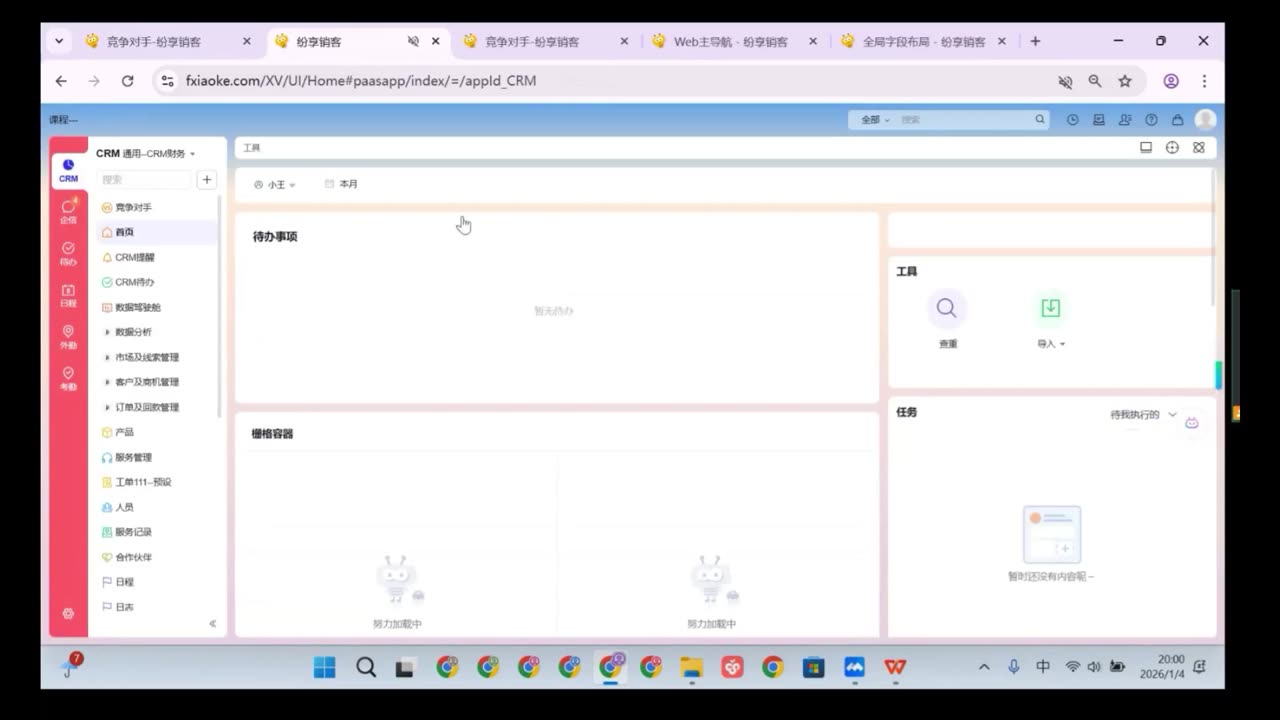 竞争对手-纷享销客
纷享销客
竞争对手-纷享销客
Web主导航 - 纷享销客
全局字段布局 - 纷享销客
fxiaoke.com/XV/UI/Home#paasapp/index/=/appId_CRM
课程—
全部
搜索
CRM
企信
待办
日程
外勤
考勤
CRM 通用--CRM财务
搜索
竞争对手
首页
CRM提醒
CRM待办
数据驾驶舱
数据分析
市场及线索管理
客户及商机管理
订单及回款管理
产品
服务管理
工单111--预设
人员
服务记录
合作伙伴
日程
日志
工具
小王
本月
待办事项
暂无待办
栅格容器
努力加载中
努力加载中
工具
查重
导入
任务
待我执行的
暂时还没有内容呢~
7
中
20:00
2026/1/4